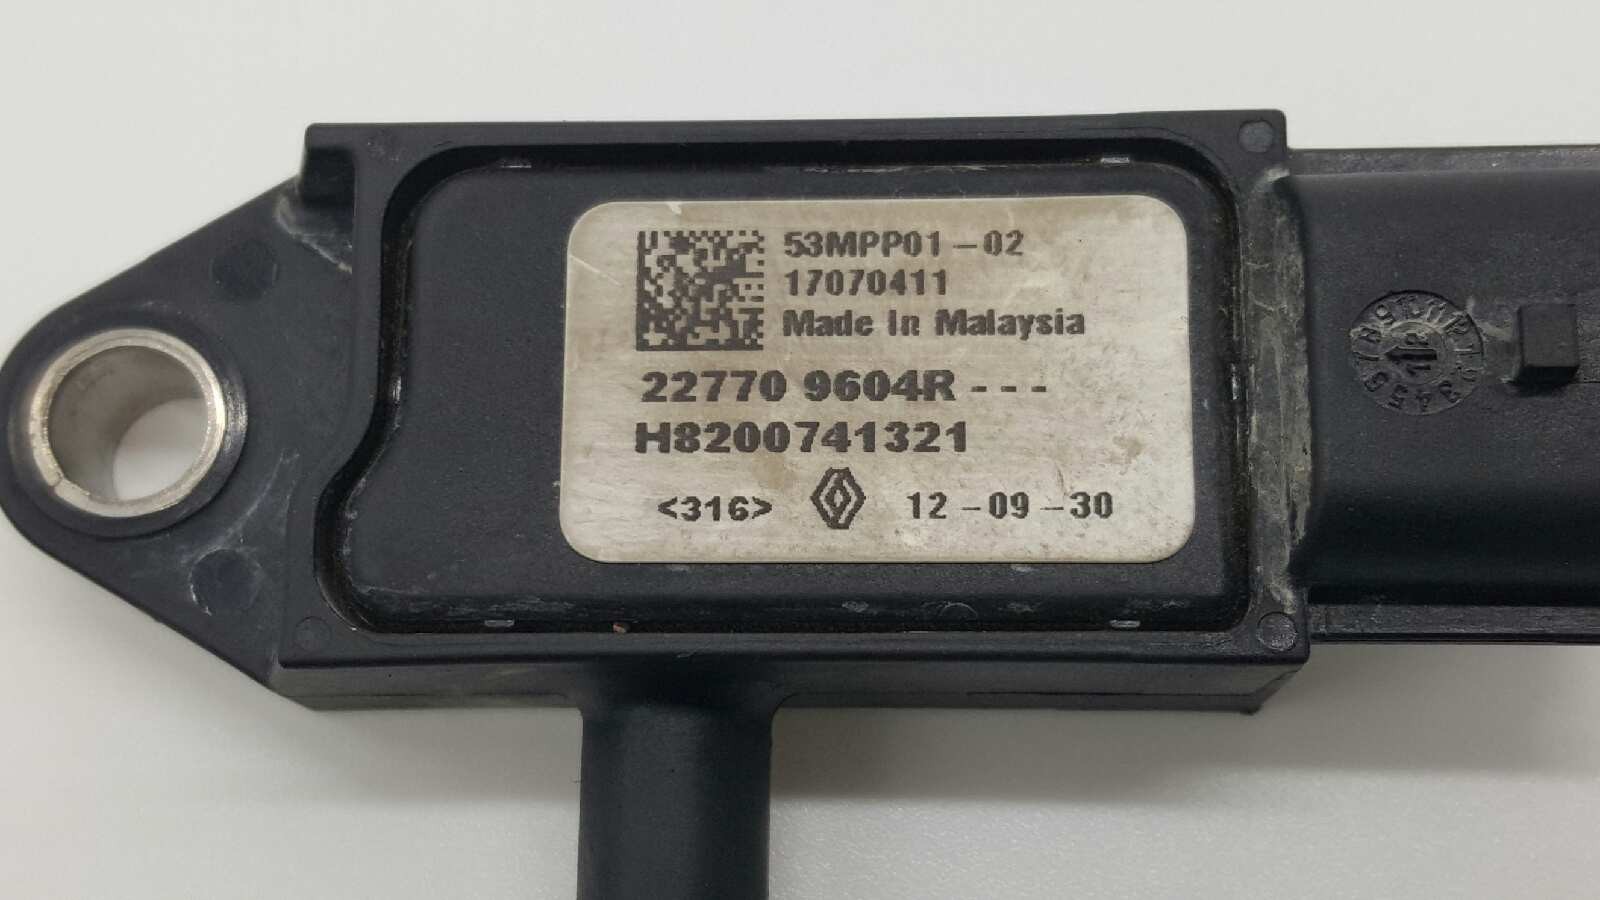 53MPP01-02
17070411
Made In Malaysia
22770 9604R---
H8200741321
<316> 12-09-30